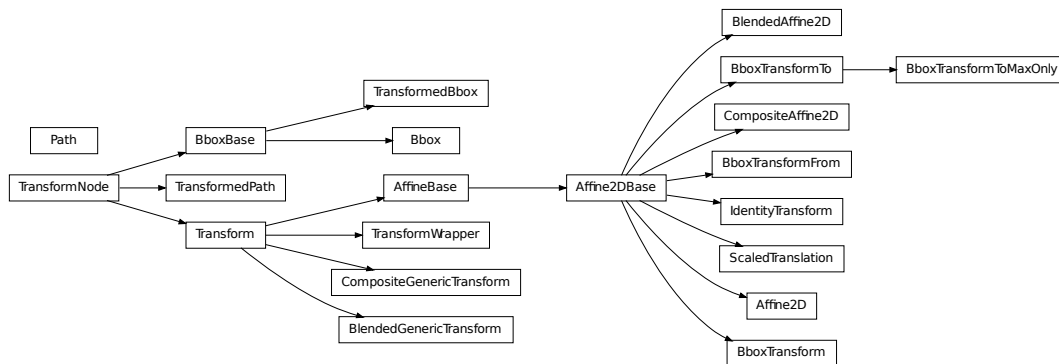 BlendedAffine2D
BboxTransformTo
BboxTransformToMaxOnly
TransformedBbox
CompositeAffine2D
Path
BboxBase
Bbox
BboxTransformFrom
TransformNode
TransformedPath
AffineBase
Affine2DBase
IdentityTransform
Transform
TransformWrapper
ScaledTranslation
CompositeGenericTransform
Affine2D
BlendedGenericTransform
BboxTransform